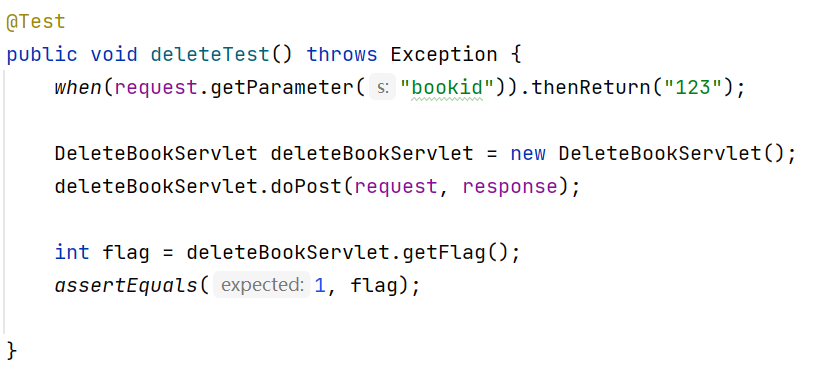 @Test
public void deleteTest() throws Exception {
when(request.getParameter( s: "bookid")).thenReturn("123");
DeleteBookServlet deleteBookServlet = new DeleteBookServlet();
deleteBookServlet.doPost(request, response);
int flag = deleteBookServlet.getFlag();
assertEquals( expected: 1, flag);
}